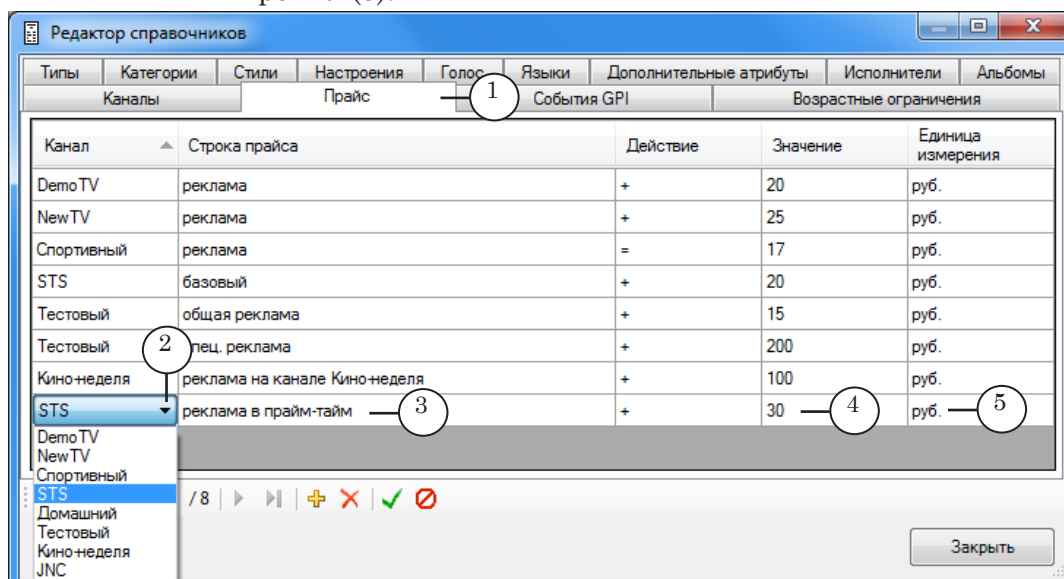 Редактор справочников
Типы Категории Стили Настроения Голос Языки Дополнительные атрибуты Исполнители Альбомы
Каналы Прайс 1 События GPI Возрастные ограничения
Канал Строка прайса Действие Значение Единица измерения
DemoTV реклама + 20 руб.
NewTV реклама + 25 руб.
Спортивный реклама = 17 руб.
STS базовый + 20 руб.
Тестовый общая реклама + 15 руб.
Тестовый 2 пец. реклама + 200 руб.
Кино-неделя реклама на канале Кино-неделя + 100 руб.
STS реклама в прайм-тайм 3 + 30 4 руб. 5
DemoTV
NewTV
Спортивный
STS / 8
Домашний
Тестовый
Кино-неделя Закрыть
JNC